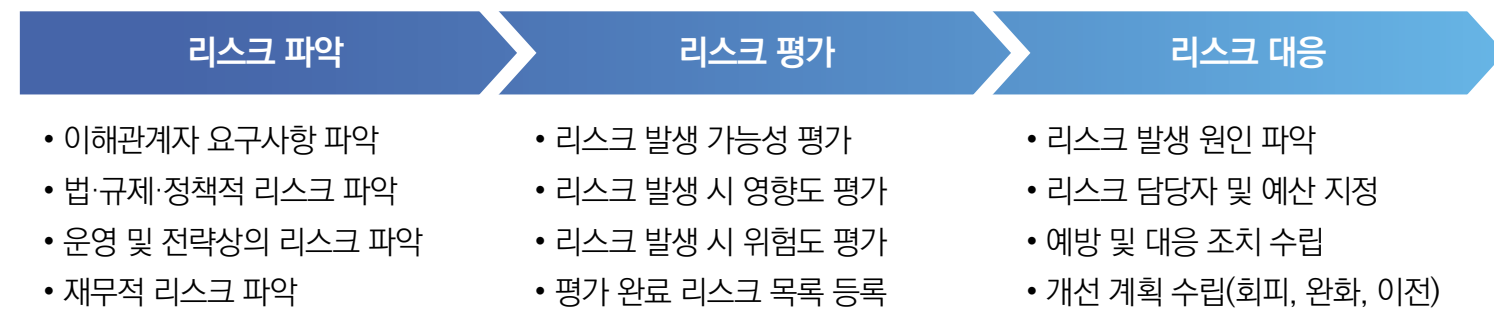 리스크 파악
• 이해관계자 요구사항 파악
• 법·규제·정책적 리스크 파악
• 운영 및 전략상의 리스크 파악
• 재무적 리스크 파악
리스크 평가
• 리스크 발생 가능성 평가
• 리스크 발생 시 영향도 평가
• 리스크 발생 시 위험도 평가
• 평가 완료 리스크 목록 등록
리스크 대응
• 리스크 발생 원인 파악
• 리스크 담당자 및 예산 지정
• 예방 및 대응 조치 수립
• 개선 계획 수립(회피, 완화, 이전)